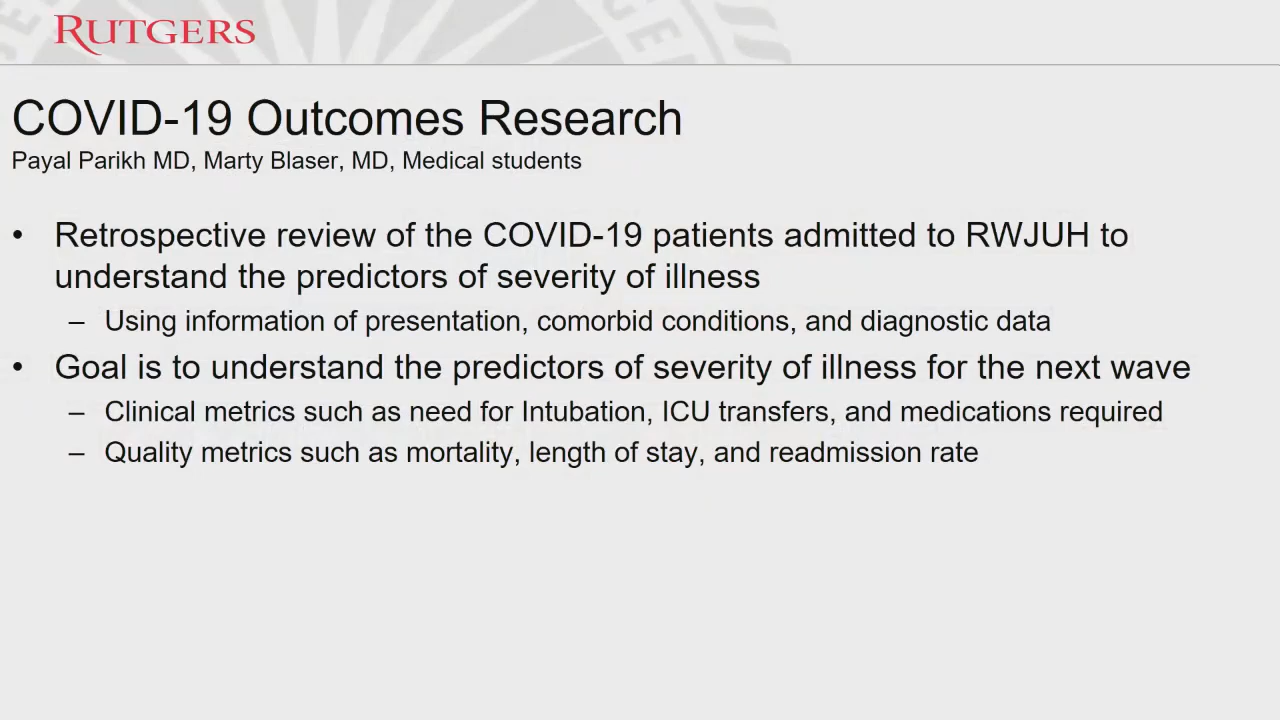 RUTGERS
COVID-19 Outcomes Research
Payal Parikh MD, Marty Blaser, MD, Medical students
• Retrospective review of the COVID-19 patients admitted to RWJUH to
understand the predictors of severity of illness
– Using information of presentation, comorbid conditions, and diagnostic data
• Goal is to understand the predictors of severity of illness for the next wave
– Clinical metrics such as need for Intubation, ICU transfers, and medications required
– Quality metrics such as mortality, length of stay, and readmission rate